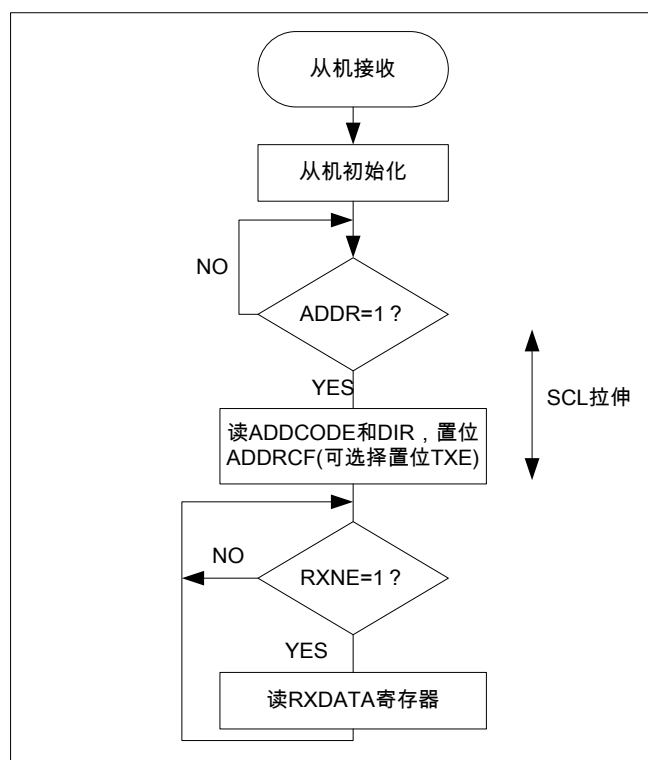 从机接收
从机初始化
NO
ADDR=1？
YES
SCL拉伸
读ADDCODE和DIR，置位
ADDRCF(可选择置位TXE)
NO
RXNE=1？
YES
读RXDATA寄存器